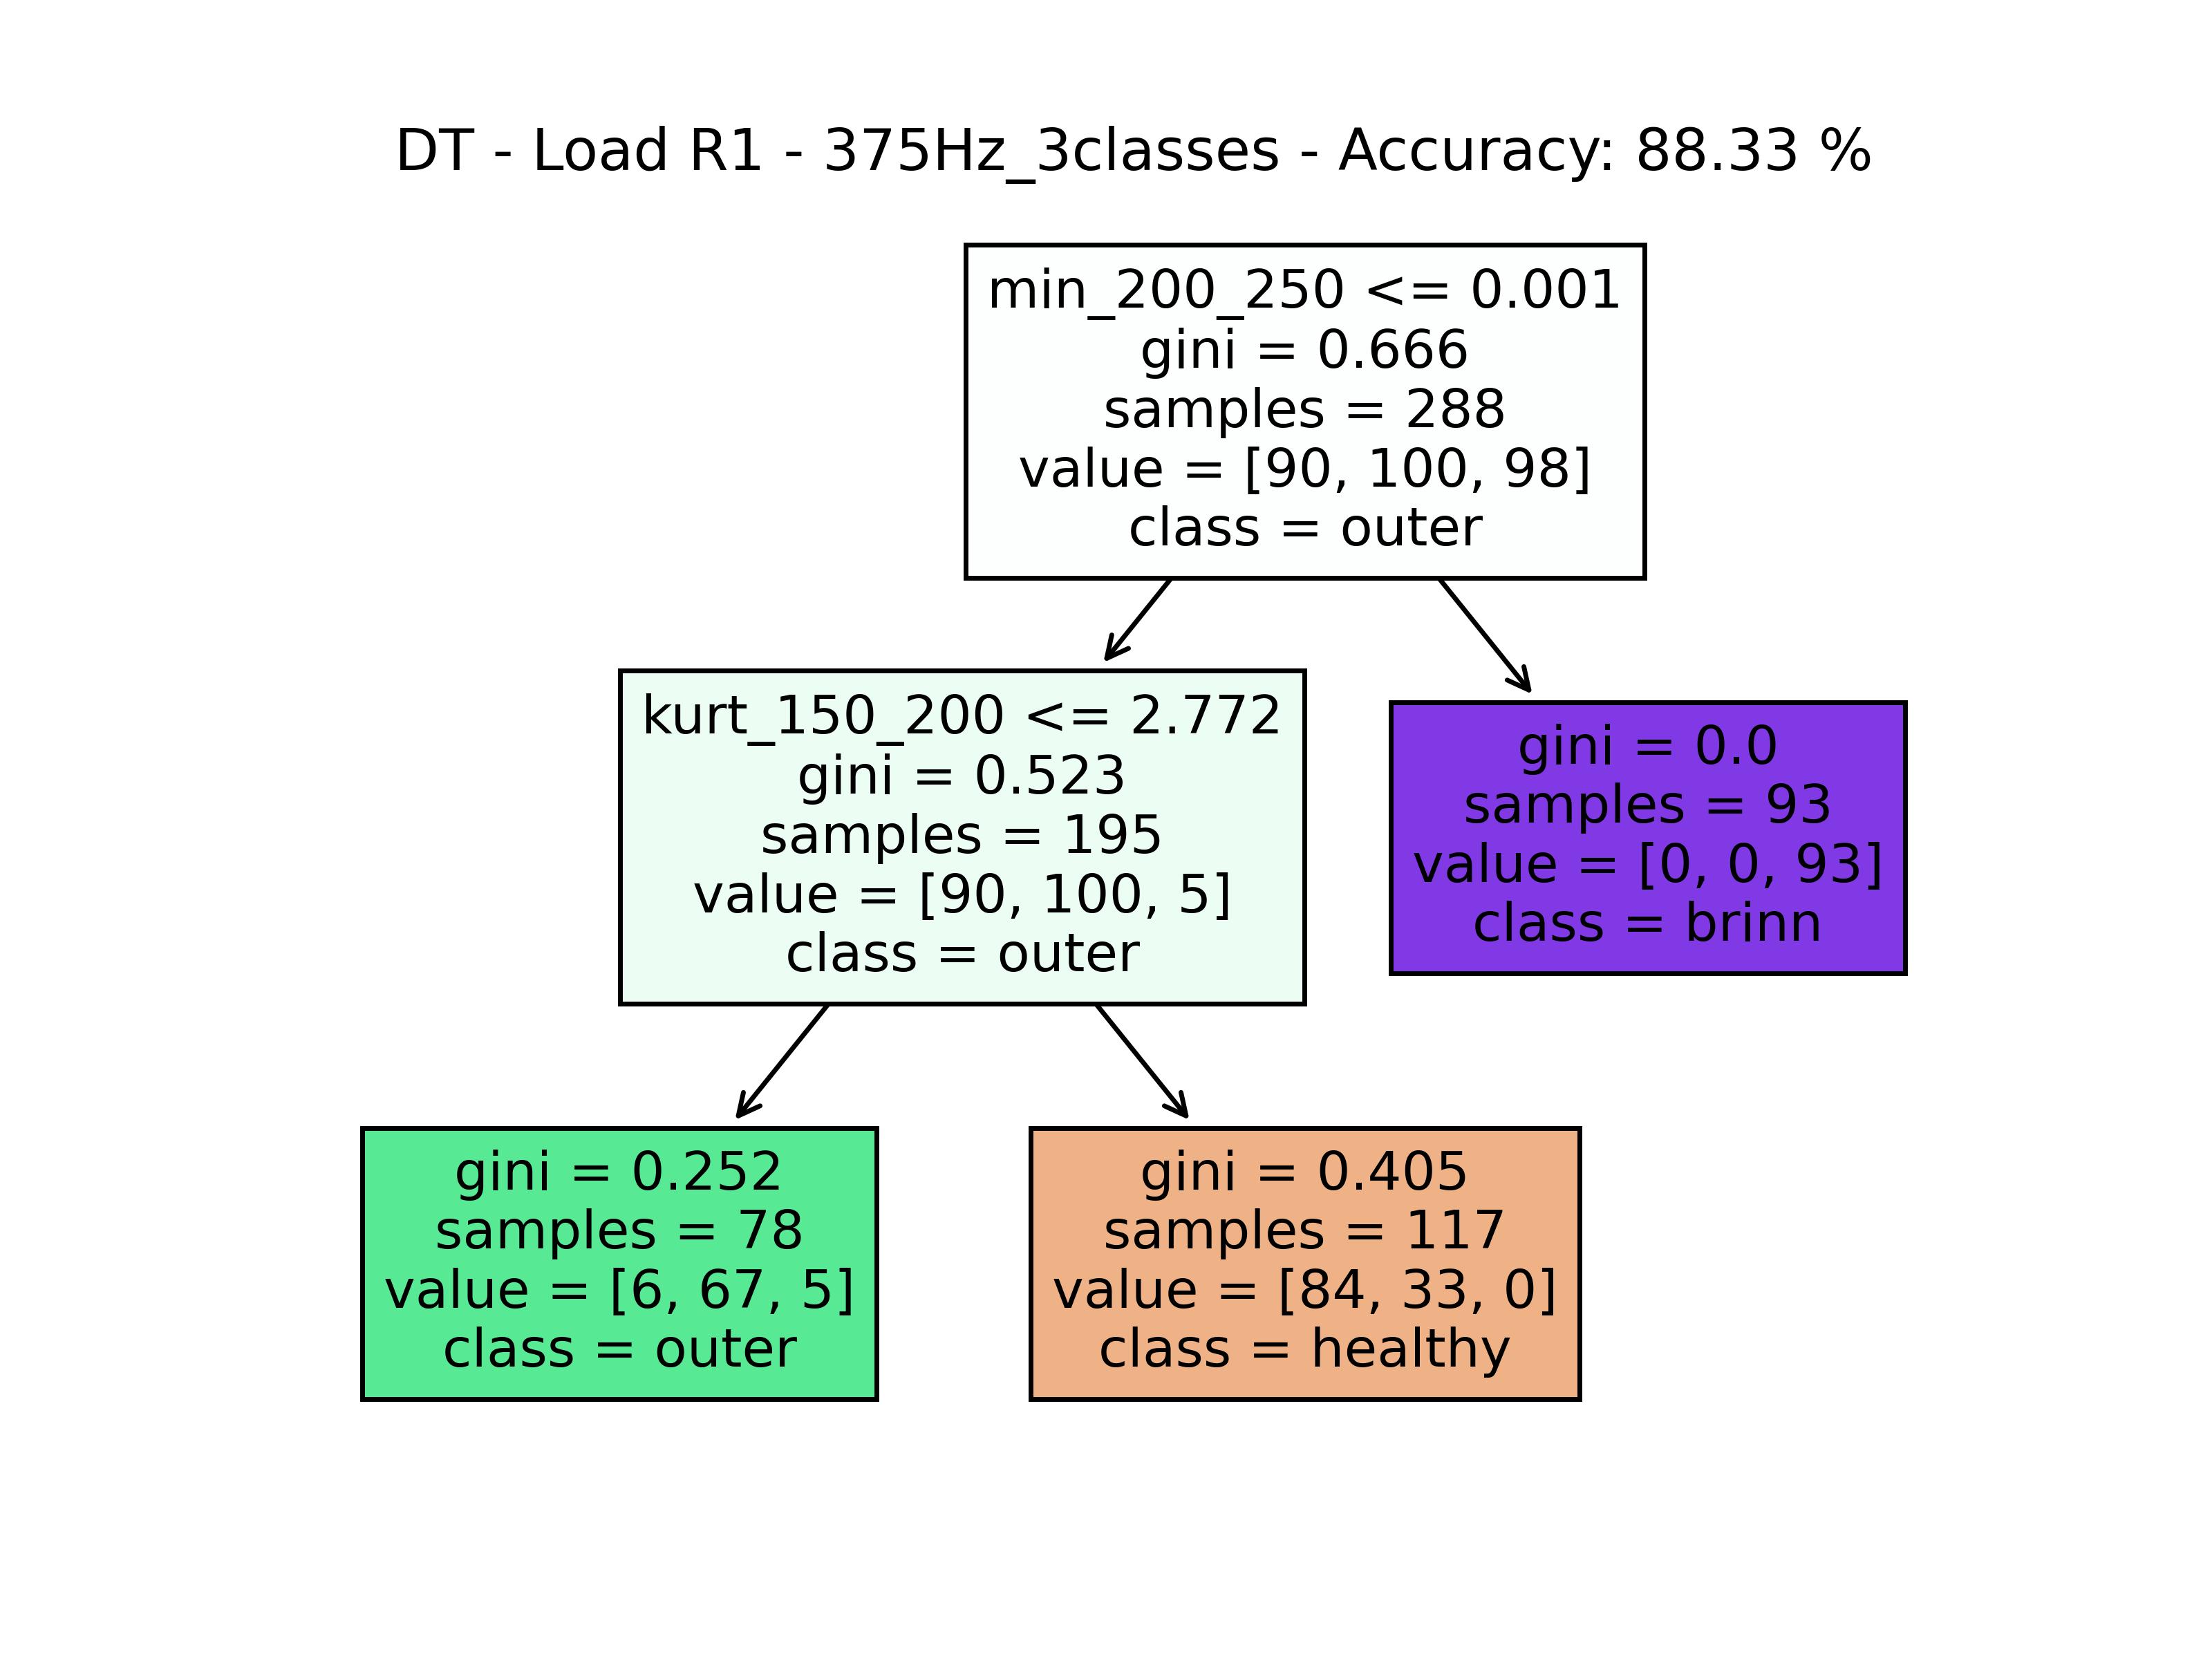 DT - Load R1 - 375Hz_3classes - Accuracy: 88.33 %
min_200_250 <= 0.001
gini = 0.666
samples = 288
value = [90, 100, 98]
class = outer
kurt_150_200 <= 2.772
gini = 0.523
samples = 195
value = [90, 100, 5]
class = outer
gini = 0.0
samples = 93
value = [0, 0, 93]
class = brinn
gini = 0.252
samples = 78
value = [6, 67, 5]
class = outer
gini = 0.405
samples = 117
value = [84, 33, 0]
class = healthy